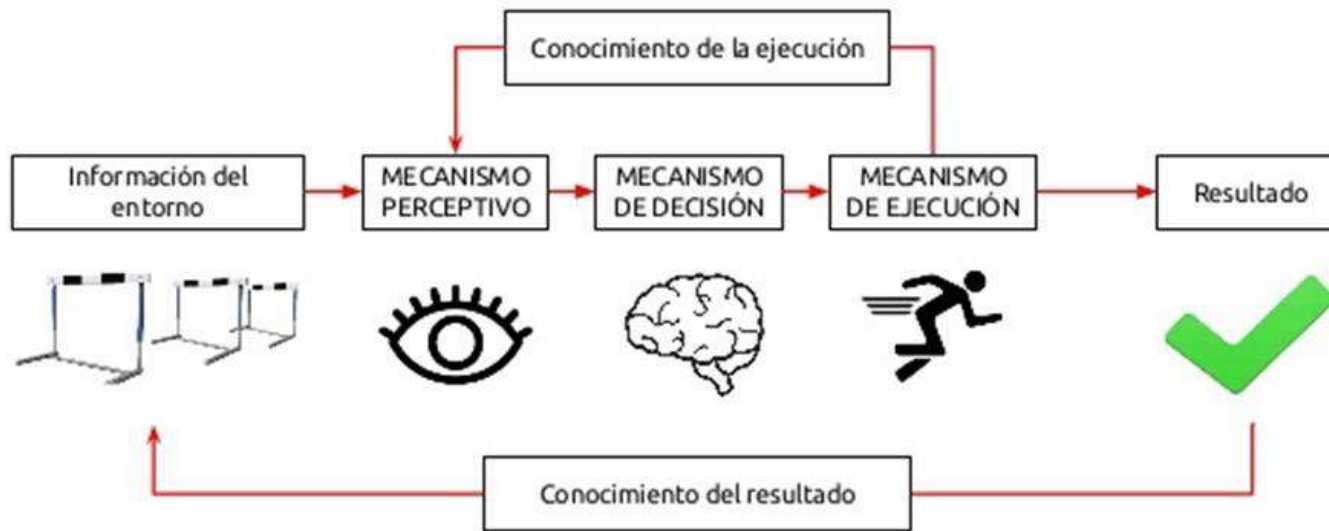 Conocimiento de la ejecución
Información del
entorno
MECANISMO
PERCEPTIVO
MECANISMO
DE DECISIÓN
MECANISMO
DE EJECUCIÓN
Resultado
Conocimiento del resultado